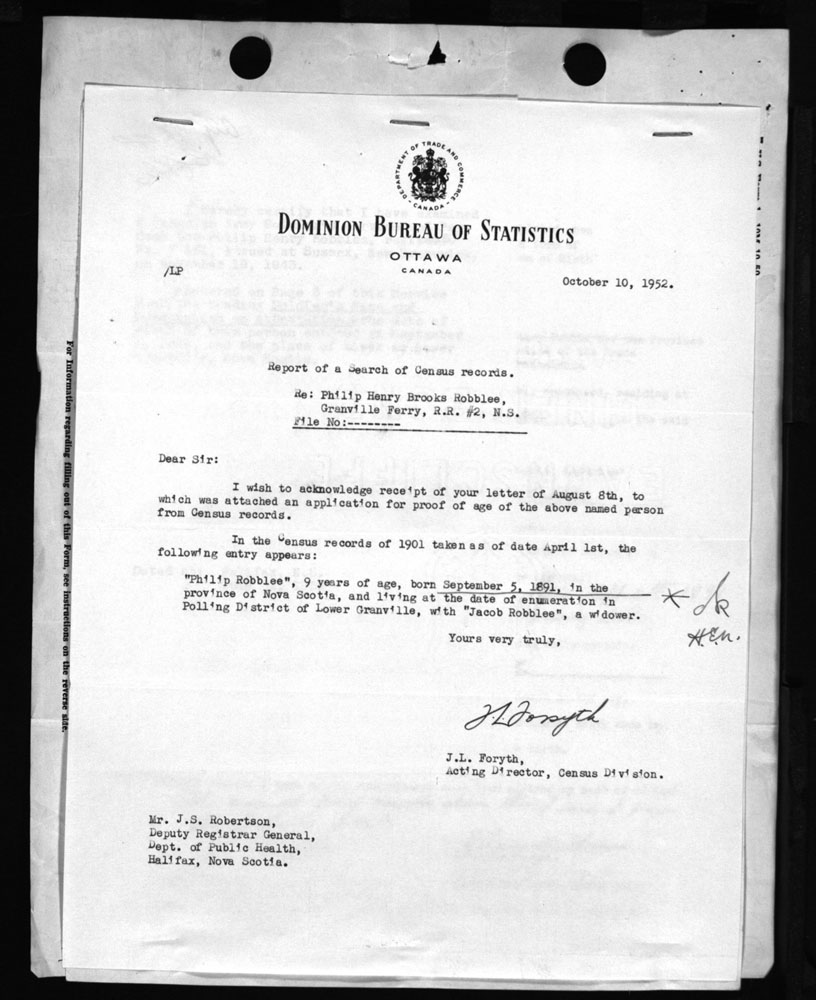 DEPARTMENT OF TRADE AND COMMERCE
CANADA
DOMINION BUREAU OF STATISTICS
OTTAWA
CANADA
/LP
October 10, 1952.
Report of a Search of Census records.
Re: Philip Henry Brooks Robblee,
Granville Ferry, R.R. #2, N.S.
File No:--------
Dear Sir:
I wish to acknowledge receipt of your letter of August 8th, to
which was attached an application for proof of age of the above named person
from Census records.
In the Census records of 1901 taken as of date April 1st, the
following entry appears:
"Philip Robblee", 9 years of age, born September 5, 1891, in the
province of Nova Scotia, and living at the date of enumeration in
Polling District of Lower Granville, with "Jacob Robblee", a widower.
ok
H.E.M.
Yours very truly,
J.L. Forsyth
J.L. Foryth,
Acting Director, Census Division.
Mr. J.S. Robertson,
Deputy Registrar General,
Dept. of Public Health,
Halifax, Nova Scotia.
For Information regarding filling out of this Form, see instructions on the reverse side.